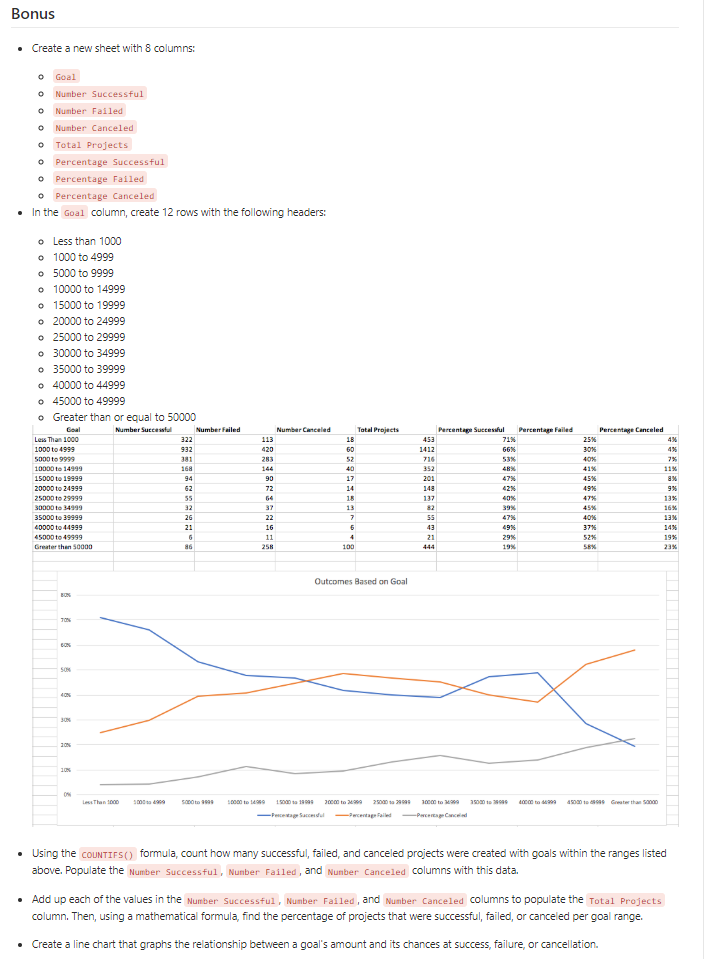 Bonus
Create a new sheet with 8 columns:
Goal
Number Successful
Number Failed
Number Canceled
Total Projects
Percentage Successful
Percentage Failed
Percentage Canceled
In the Goal column, create 12 rows with the following headers:
Less than 1000
1000 to 4999
5000 to 9999
10000 to 14999
15000 to 19999
20000 to 24999
25000 to 29999
30000 to 34999
35000 to 39999
40000 to 44999
45000 to 49999
Greater than or equal to 50000
Goal Number Successful Number Failed Number Canceled Total Projects Percentage Successful Percentage Failed Percentage Canceled
Less Than 1000 322 113 18 453 71% 25% 4%
1000 to 4999 932 420 60 1412 66% 30% 4%
5000 to 9999 381 283 52 716 53% 40% 7%
10000 to 14999 168 144 40 352 48% 41% 11%
15000 to 19999 94 90 17 201 47% 45% 8%
20000 to 24999 62 72 14 148 42% 49% 9%
25000 to 29999 55 64 18 137 40% 47% 13%
30000 to 34999 32 37 13 82 39% 45% 16%
35000 to 39999 26 22 7 55 47% 40% 13%
40000 to 44999 21 16 6 43 49% 37% 14%
45000 to 49999 6 11 4 21 29% 52% 19%
Greater than 50000 86 258 100 444 19% 58% 23%
Outcomes Based on Goal
80%
70%
60%
50%
40%
30%
20%
10%
0%
Less Than 1000 1000 to 4999 5000 to 9999 10000 to 14999 15000 to 19999 20000 to 24999 25000 to 29999 30000 to 34999 35000 to 39999 40000 to 44999 45000 to 49999 Greater than 50000
Percentage Successful Percentage Failed Percentage Canceled
Using the COUNTIFS() formula, count how many successful, failed, and canceled projects were created with goals within the ranges listed
above. Populate the Number Successful, Number Failed, and Number Canceled columns with this data.
Add up each of the values in the Number Successful, Number Failed, and Number Canceled columns to populate the Total Projects
column. Then, using a mathematical formula, find the percentage of projects that were successful, failed, or canceled per goal range.
Create a line chart that graphs the relationship between a goal's amount and its chances at success, failure, or cancellation.